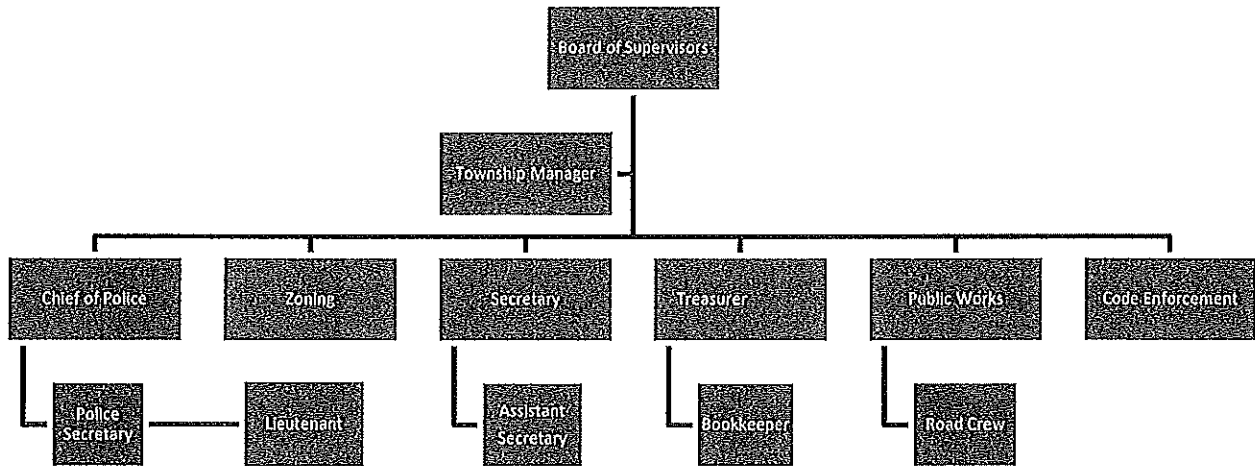 Board of Supervisors
Township Manager
Chief of Police
Zoning
Secretary
Treasurer
Public Works
Code Enforcement
Police
Secretary
Lieutenant
Assistant
Secretary
Bookkeeper
Road Crew